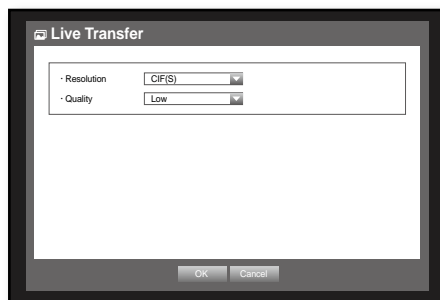 Live Transfer
· Resolution CIF(S)
· Quality Low
OK Cancel